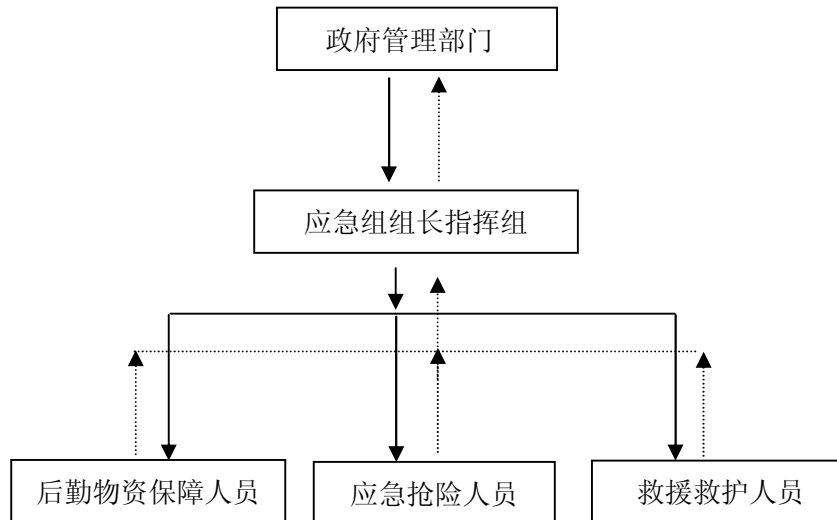 政府管理部门
应急组组长指挥组
后勤物资保障人员
应急抢险人员
救援救护人员